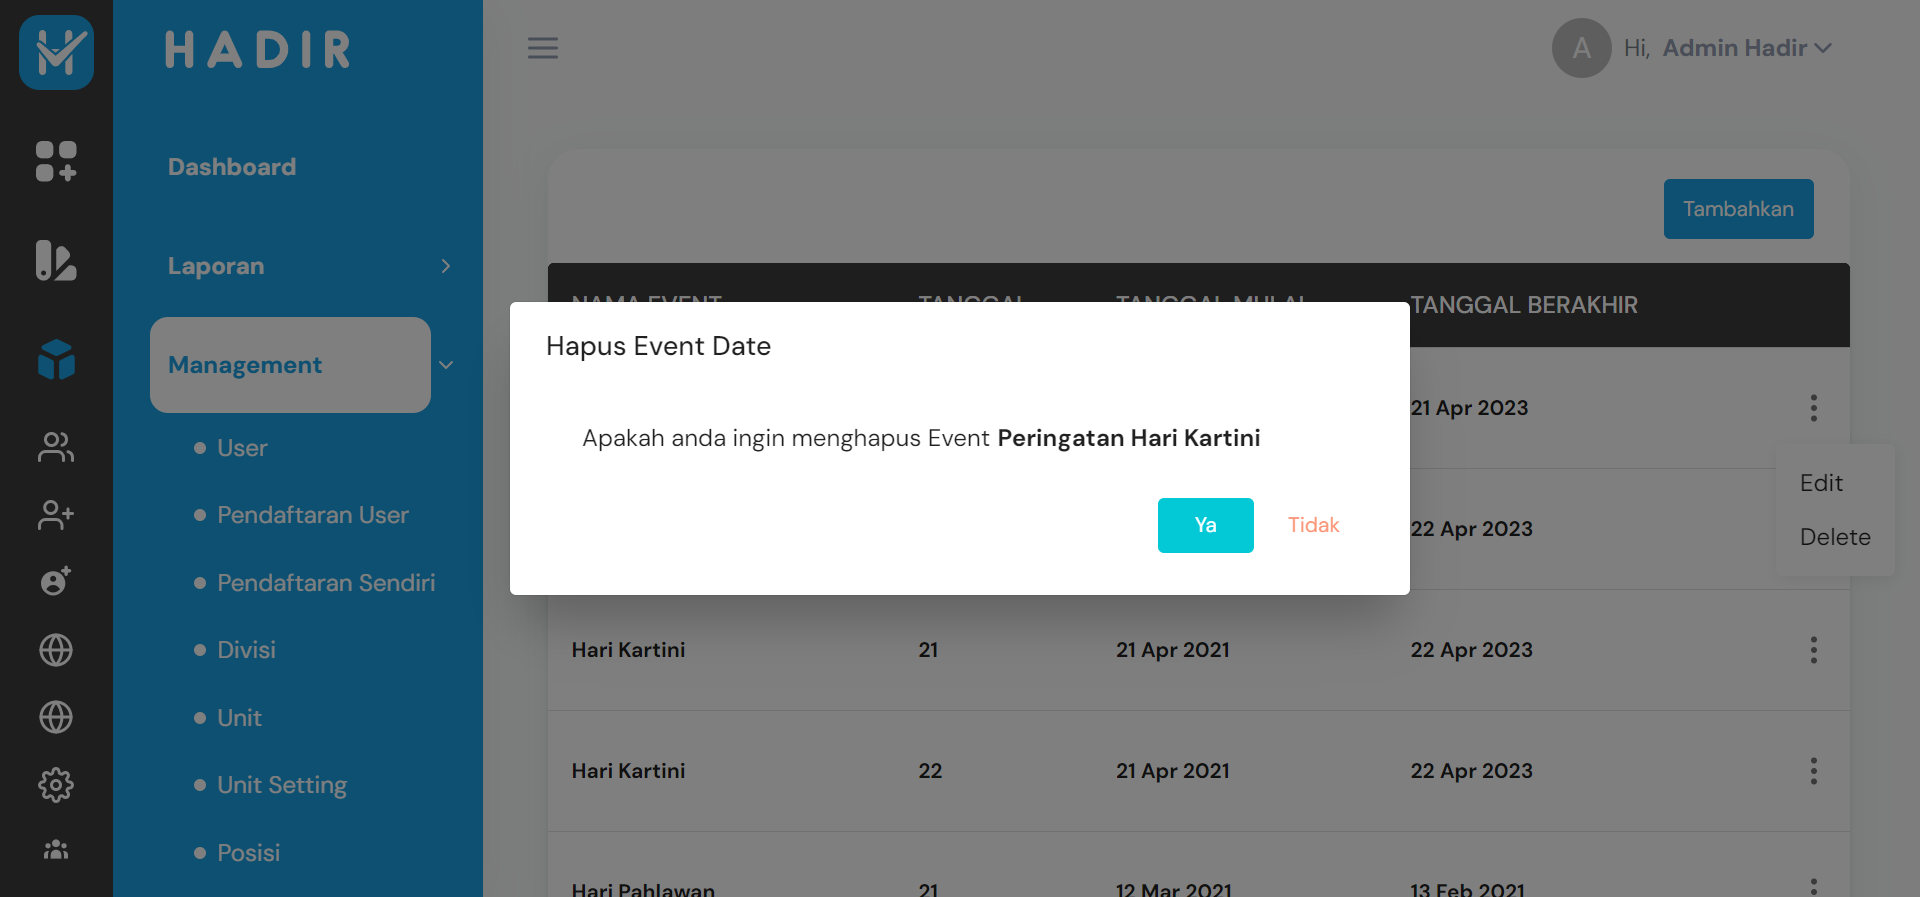 HADIR
A
Hi, Admin Hadir
Dashboard
Laporan
Management
User
Pendaftaran User
Pendaftaran Sendiri
Divisi
Unit
Unit Setting
Posisi
Tambahkan
NAMA EVENT TANGGAL TANGGAL MULAI TANGGAL BERAKHIR
21 Apr 2023
22 Apr 2023
Edit
Delete
Hapus Event Date
Apakah anda ingin menghapus Event Peringatan Hari Kartini
Ya Tidak
Hari Kartini 21 21 Apr 2021 22 Apr 2023
Hari Kartini 22 21 Apr 2021 22 Apr 2023
Hari Pahlawan 21 12 Mar 2021 13 Feb 2021